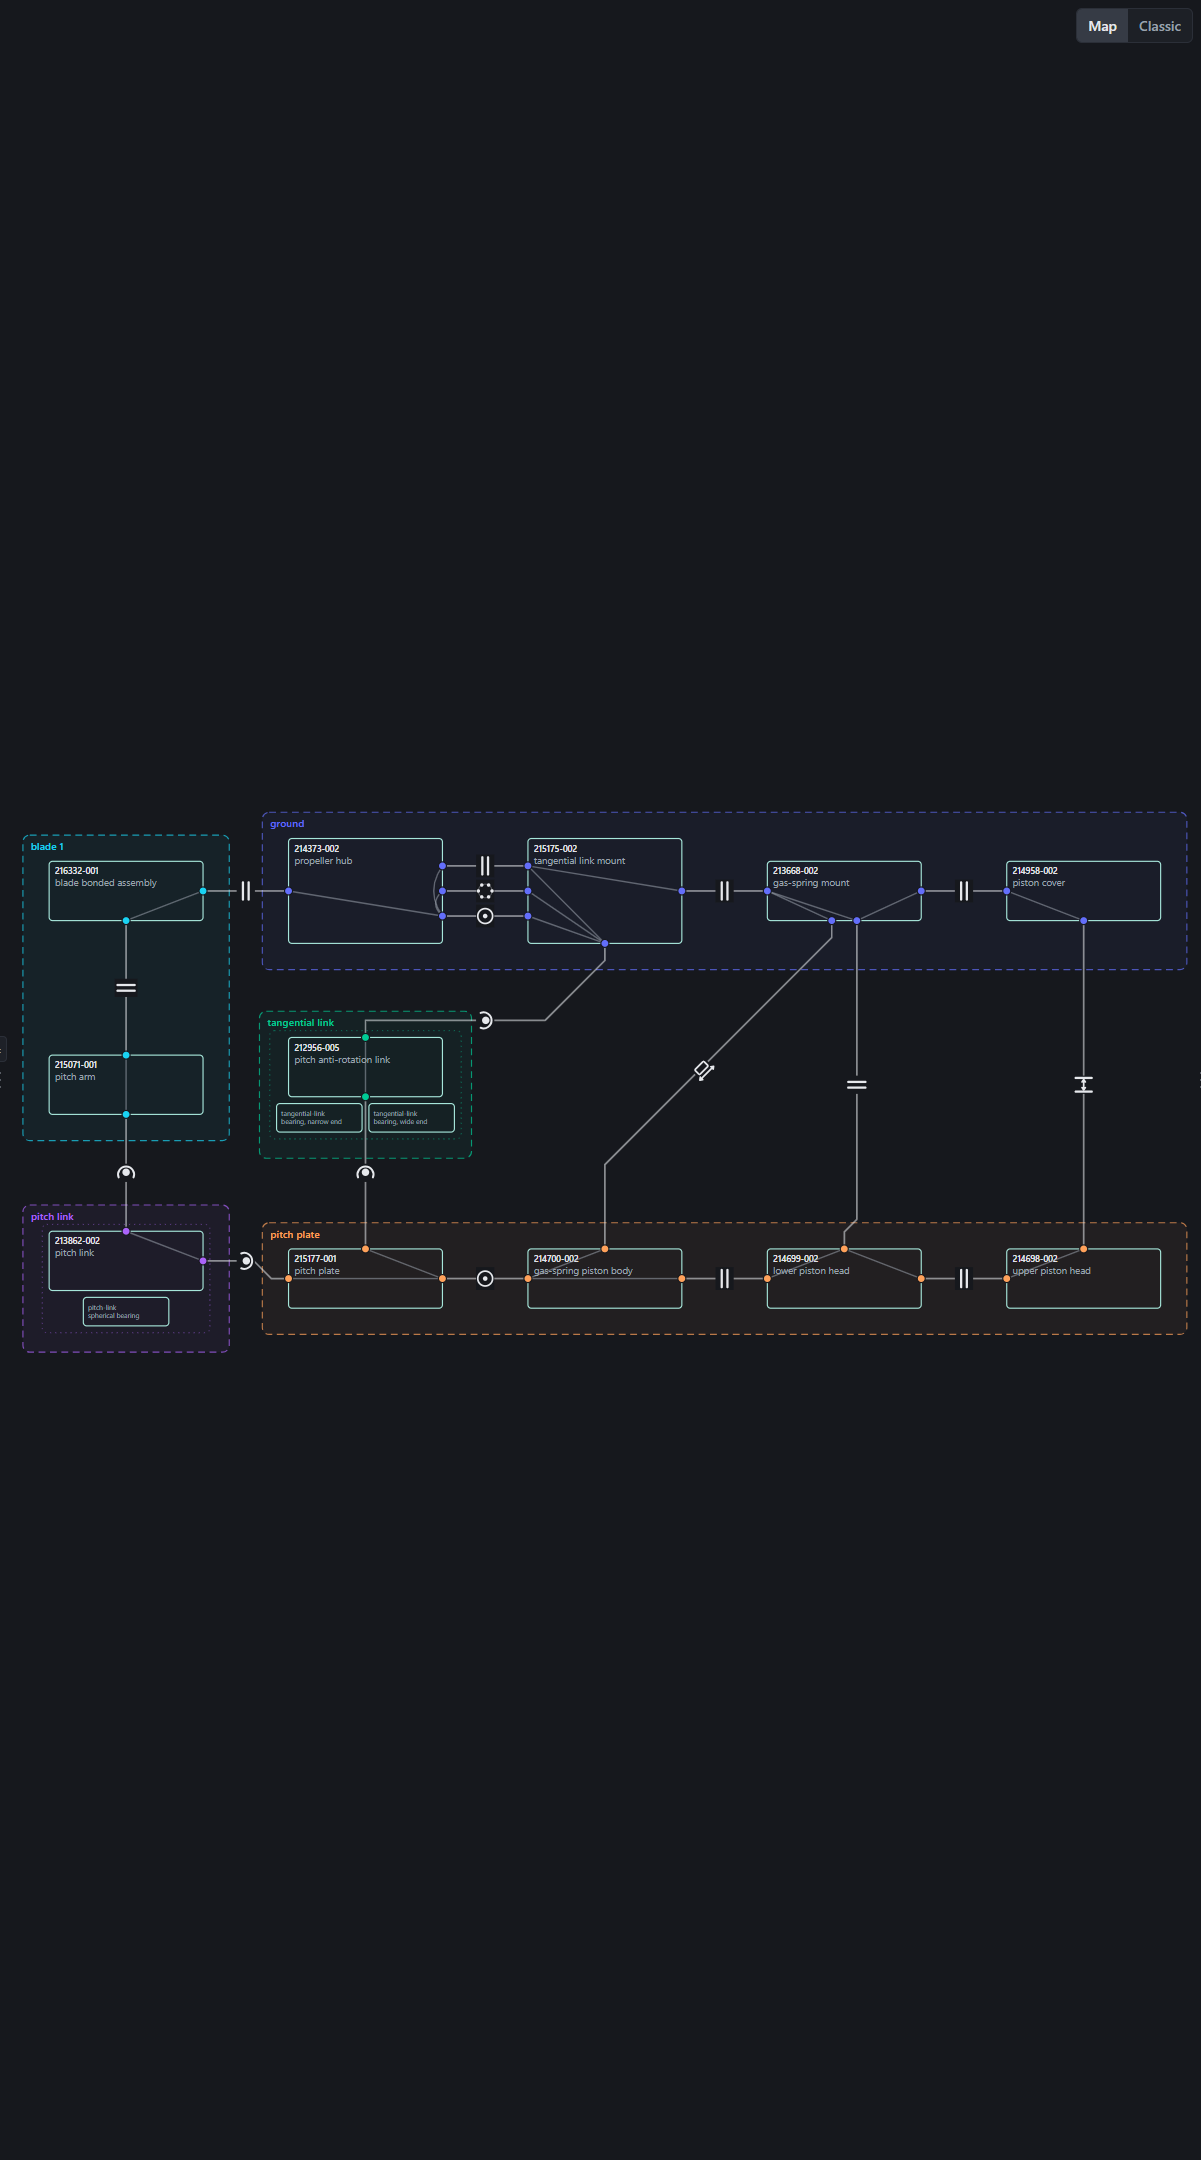 Map
Classic
ground
blade 1
214373-002
propeller hub
215175-002
tangential link mount
216332-001
blade bonded assembly
213668-002
gas-spring mount
214958-002
piston cover
tangential link
212956-005
pitch anti-rotation link
215071-001
pitch arm
tangential-link
bearing, narrow end
tangential-link
bearing, wide end
pitch link
213862-002
pitch link
pitch-link
spherical bearing
pitch plate
215177-001
pitch plate
214700-002
gas-spring piston body
214699-002
lower piston head
214698-002
upper piston head